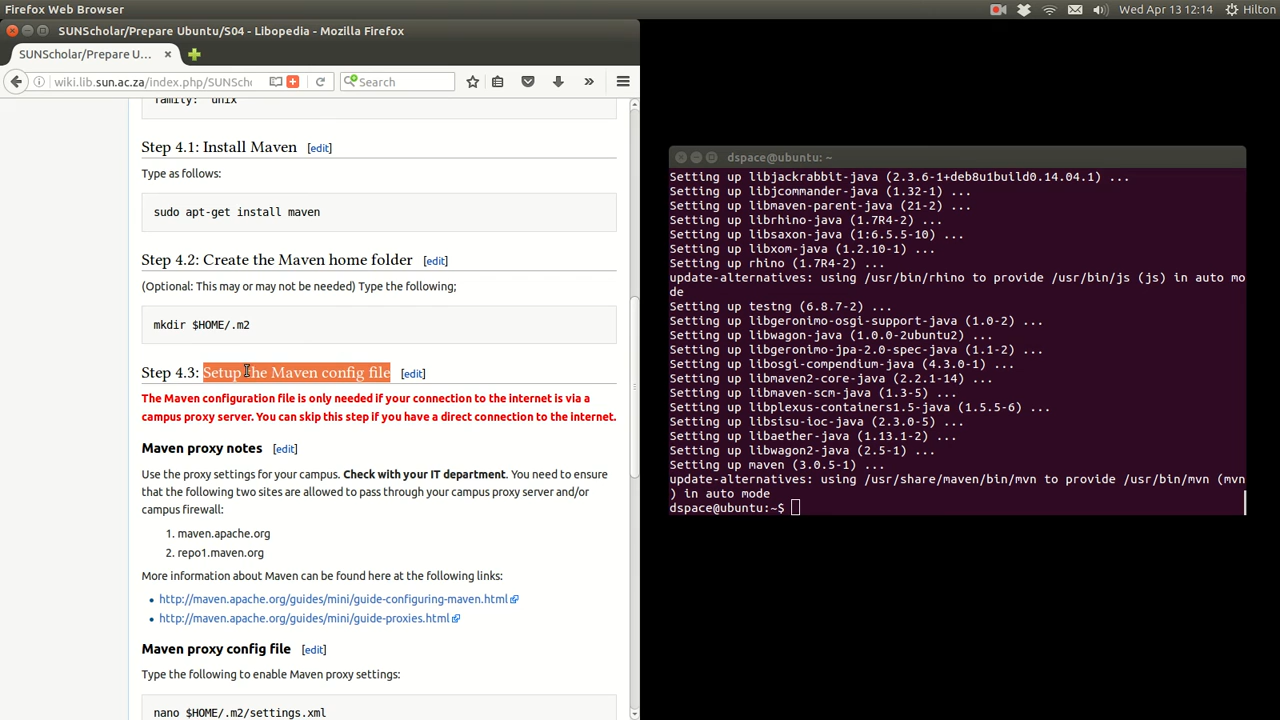 Firefox Web Browser
Wed Apr 13 12:14
Hilton
SUNScholar/Prepare Ubuntu/S04 - Libopedia - Mozilla Firefox
SUNScholar/Prepare U...
wiki.lib.sun.ac.za/index.php/SUNSch
Search
family: "unix"
Step 4.1: Install Maven [edit]
Type as follows:
sudo apt-get install maven
Step 4.2: Create the Maven home folder [edit]
(Optional: This may or may not be needed) Type the following;
mkdir $HOME/.m2
Step 4.3: Setup the Maven config file [edit]
The Maven configuration file is only needed if your connection to the internet is via a
campus proxy server. You can skip this step if you have a direct connection to the internet.
Maven proxy notes [edit]
Use the proxy settings for your campus. Check with your IT department. You need to ensure
that the following two sites are allowed to pass through your campus proxy server and/or
campus firewall:
1. maven.apache.org
2. repo1.maven.org
More information about Maven can be found here at the following links:
• http://maven.apache.org/guides/mini/guide-configuring-maven.html
• http://maven.apache.org/guides/mini/guide-proxies.html
Maven proxy config file [edit]
Type the following to enable Maven proxy settings:
nano $HOME/.m2/settings.xml
dspace@ubuntu: ~
Setting up libjackrabbit-java (2.3.6-1+deb8u1build0.14.04.1) ...
Setting up libjcommander-java (1.32-1) ...
Setting up libmaven-parent-java (21-2) ...
Setting up librhino-java (1.7R4-2) ...
Setting up libsaxon-java (1:6.5.5-10) ...
Setting up libxom-java (1.2.10-1) ...
Setting up rhino (1.7R4-2) ...
update-alternatives: using /usr/bin/rhino to provide /usr/bin/js (js) in auto mo
de
Setting up testng (6.8.7-2) ...
Setting up libgeronimo-osgi-support-java (1.0-2) ...
Setting up libwagon-java (1.0.0-2ubuntu2) ...
Setting up libgeronimo-jpa-2.0-spec-java (1.1-2) ...
Setting up libosgi-compendium-java (4.3.0-1) ...
Setting up libmaven2-core-java (2.2.1-14) ...
Setting up libmaven-scm-java (1.3-5) ...
Setting up libplexus-containers1.5-java (1.5.5-6) ...
Setting up libsisu-ioc-java (2.3.0-5) ...
Setting up libaether-java (1.13.1-2) ...
Setting up libwagon2-java (2.5-1) ...
Setting up maven (3.0.5-1) ...
update-alternatives: using /usr/share/maven/bin/mvn to provide /usr/bin/mvn (mvn
) in auto mode
dspace@ubuntu:~$